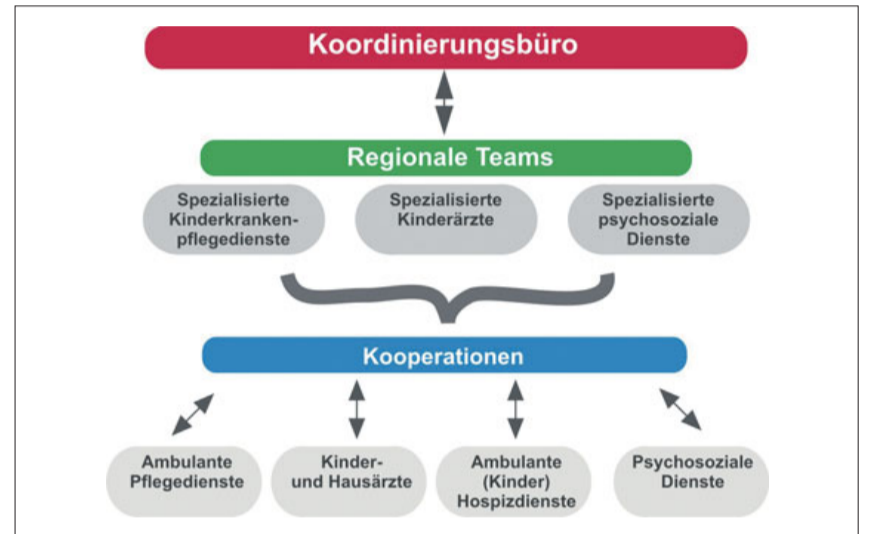 Koordinierungsbüro
Regionale Teams
Spezialisierte
Kinderkranken-
pflegedienste
Spezialisierte
Kinderärzte
Spezialisierte
psychosoziale
Dienste
Kooperationen
Ambulante
Pflegedienste
Kinder-
und Hausärzte
Ambulante
(Kinder)
Hospizdienste
Psychosoziale
Dienste